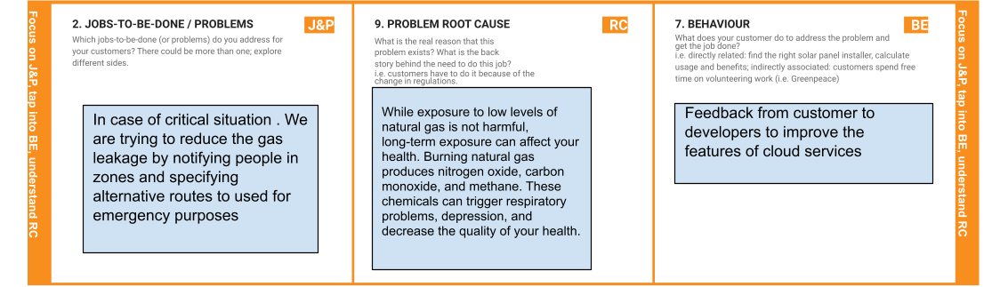 Focus on J&P, tap into BE, understand RC
2. JOBS-TO-BE-DONE / PROBLEMS
J&P
Which jobs-to-be-done (or problems) do you address for
your customers? There could be more than one; explore
different sides.
In case of critical situation . We
are trying to reduce the gas
leakage by notifying people in
zones and specifying
alternative routes to used for
emergency purposes
9. PROBLEM ROOT CAUSE
RC
What is the real reason that this
problem exists? What is the back
story behind the need to do this job?
i.e. customers have to do it because of the
change in regulations.
While exposure to low levels of
natural gas is not harmful,
long-term exposure can affect your
health. Burning natural gas
produces nitrogen oxide, carbon
monoxide, and methane. These
chemicals can trigger respiratory
problems, depression, and
decrease the quality of your health.
7. BEHAVIOUR
BE
What does your customer do to address the problem and
get the job done?
i.e. directly related: find the right solar panel installer, calculate
usage and benefits; indirectly associated: customers spend free
time on volunteering work (i.e. Greenpeace)
Feedback from customer to
developers to improve the
features of cloud services
Focus on J&P, tap into BE, understand RC